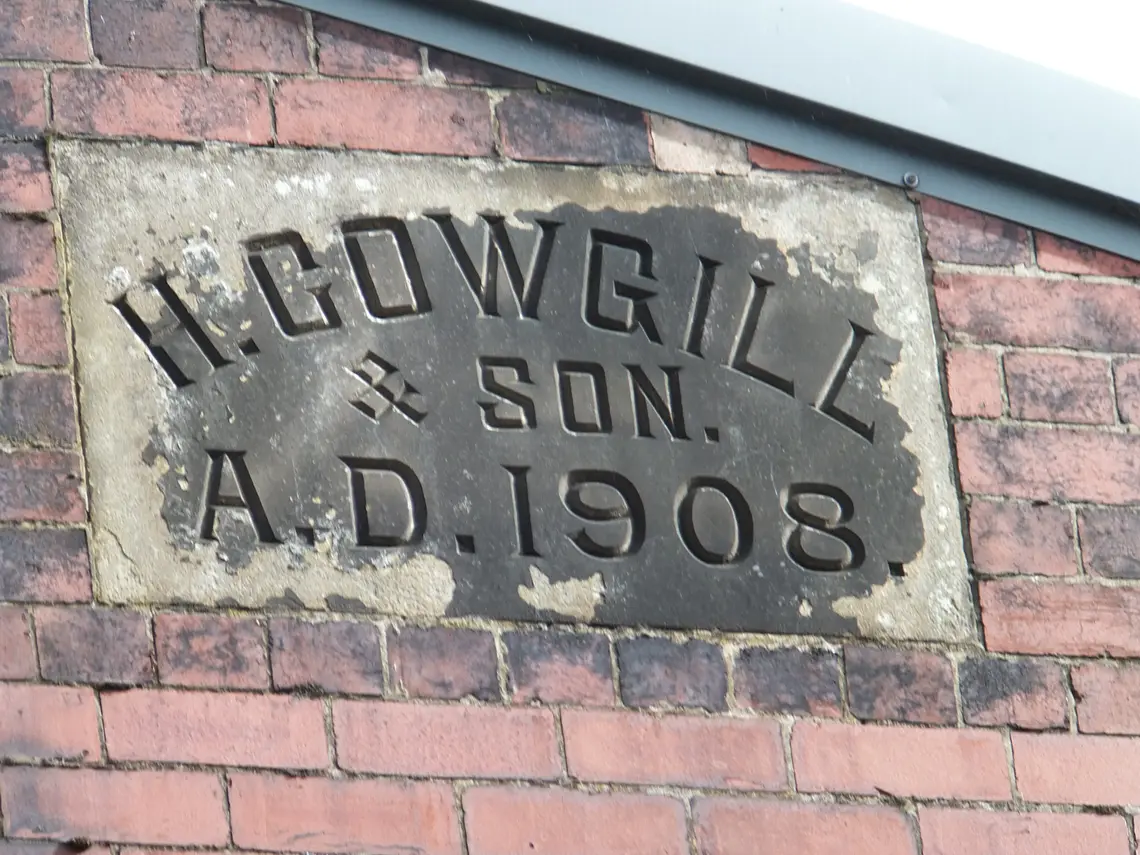 H. COWGILL
& SON.
A.D. 1908.